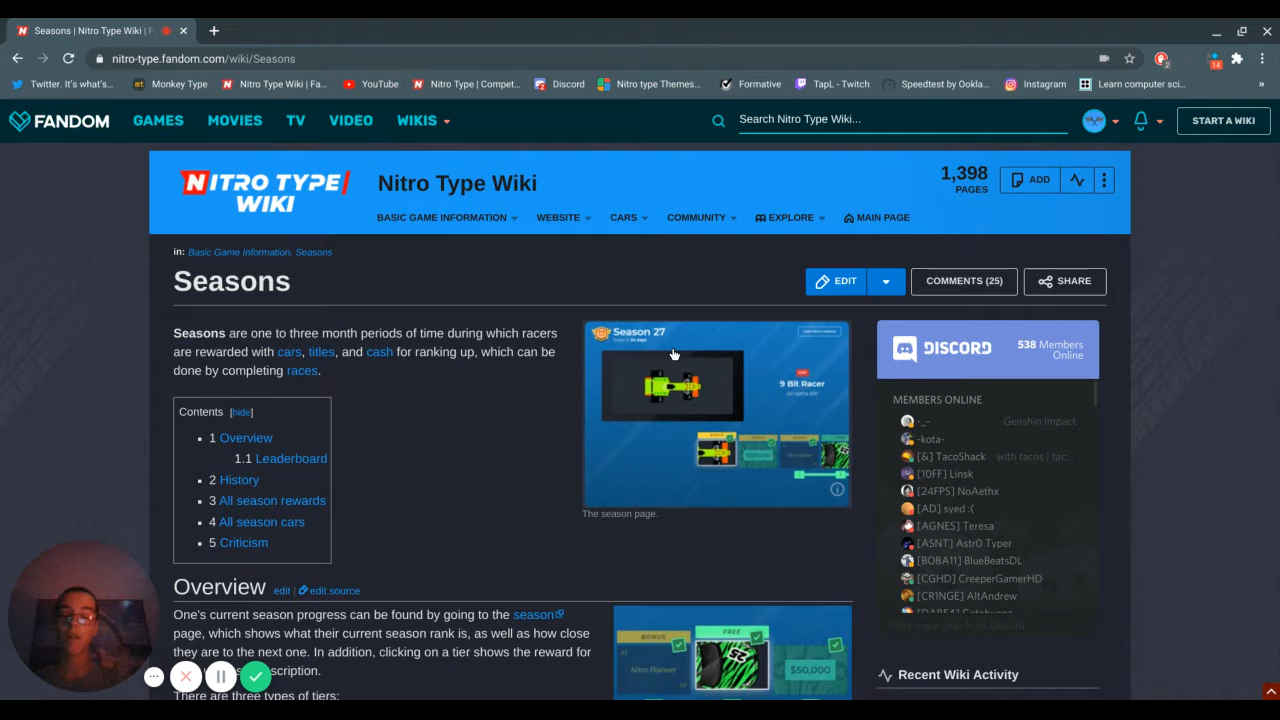 Seasons | Nitro Type Wiki | F
nitro-type.fandom.com/wiki/Seasons
Twitter. It's what's... Monkey Type Nitro Type Wiki | Fa... YouTube Nitro Type | Compet... Discord Nitro type Themes... Formative TapL - Twitch Speedtest by Ookla... Instagram Learn computer sci... »
FANDOM GAMES MOVIES TV VIDEO WIKIS Search Nitro Type Wiki... START A WIKI
NITRO TYPE
WIKI
Nitro Type Wiki
1,398
PAGES
ADD
BASIC GAME INFORMATION WEBSITE CARS COMMUNITY EXPLORE MAIN PAGE
in: Basic Game Information, Seasons
Seasons
EDIT COMMENTS (25) SHARE
Seasons are one to three month periods of time during which racers
are rewarded with cars, titles, and cash for ranking up, which can be
done by completing races.
Contents [hide]
1 Overview
1.1 Leaderboard
2 History
3 All season rewards
4 All season cars
5 Criticism
Season 27
9 Bit Racer
The season page.
DISCORD 538 Members
Online
MEMBERS ONLINE
-_- Genshin Impact
-kota-
[&] TacoShack with tacos | tac...
[10FF] Linsk
[24FPS] NoAethx
[AD] syed :(
[AGNES] Teresa
[ASNT] Astr0 Typer
[BOBA11] BlueBeatsDL
[CGHD] CreeperGamerHD
[CR1NGE] AltAndrew
Overview edit | edit source
One's current season progress can be found by going to the season
page, which shows what their current season rank is, as well as how close
they are to the next one. In addition, clicking on a tier shows the reward for
scription.
There are three types of tiers:
BONUS FREE
Nitro Pioneer
$50,000
Recent Wiki Activity